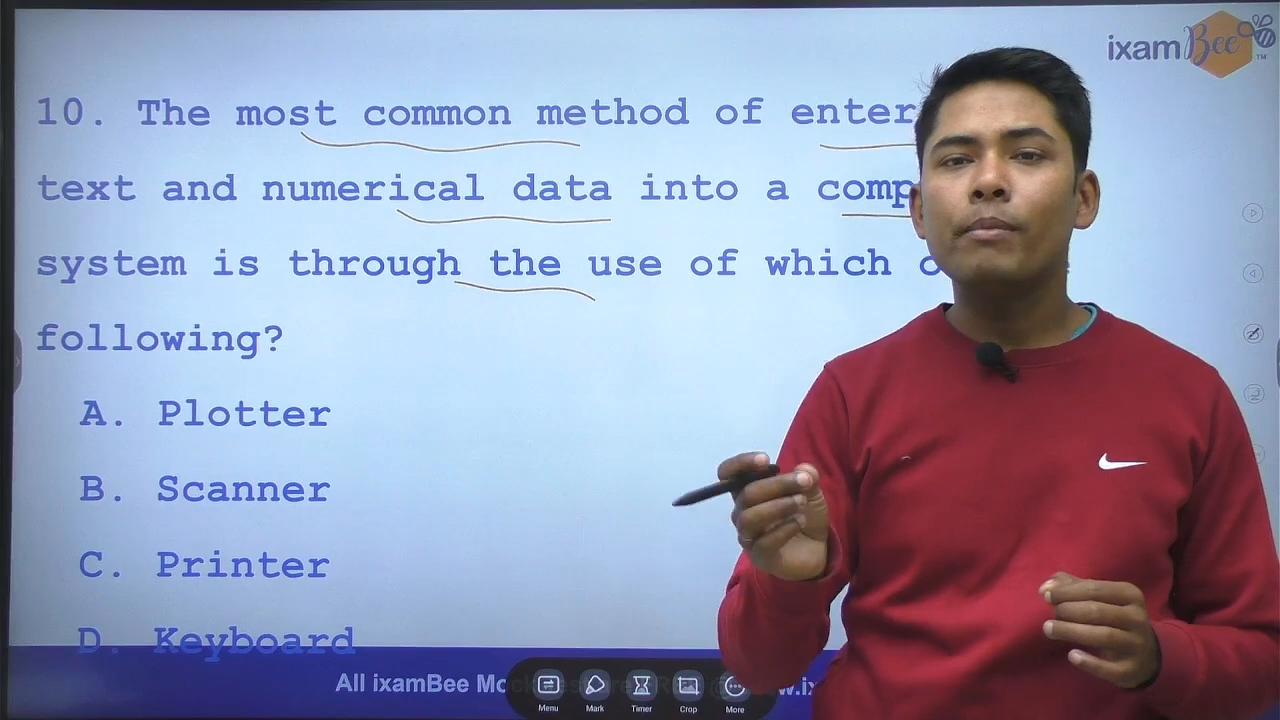 ixamBee
10. The most common method of enter
text and numerical data into a comp
system is through the use of which
following?
A. Plotter
B. Scanner
C. Printer
D. Keyboard
All ixamBee
Menu Mark Timer Crop More